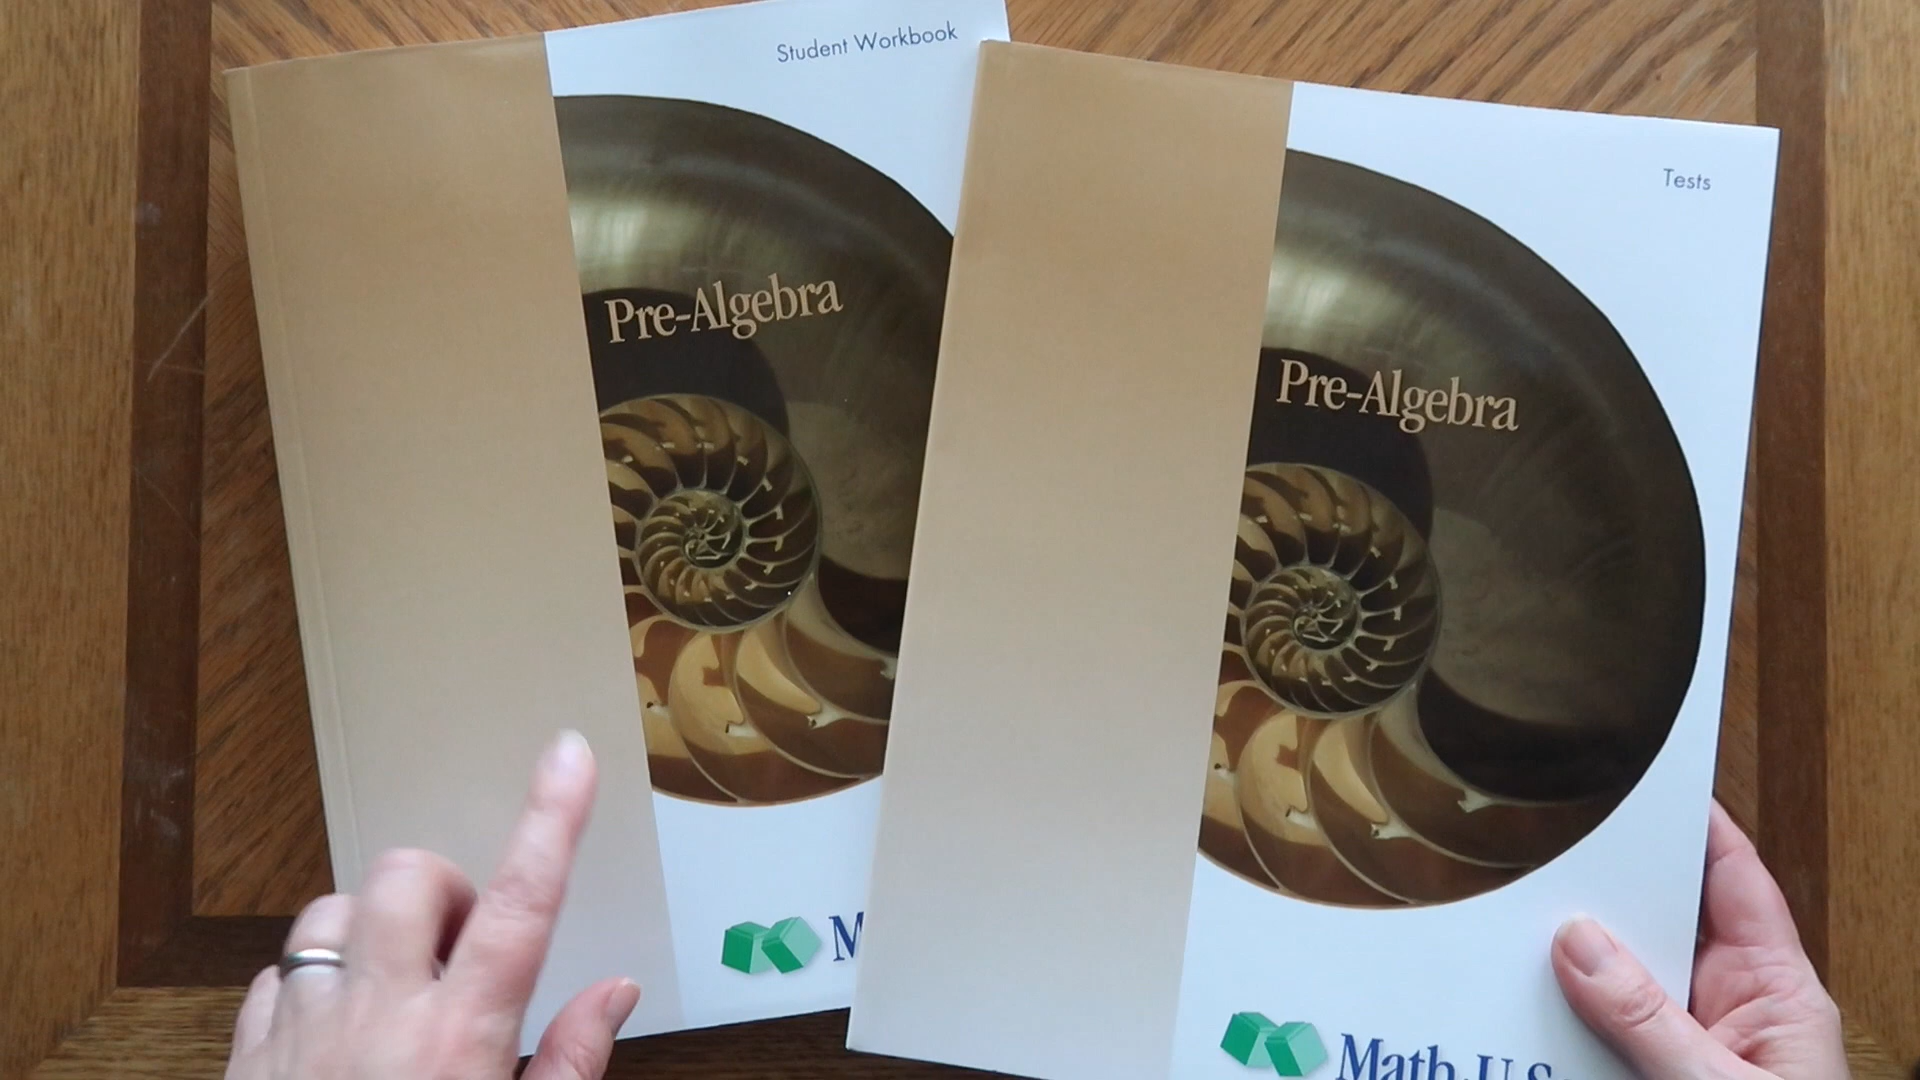 Student Workbook
Pre-Algebra
M
Tests
Pre-Algebra
Math-U-S